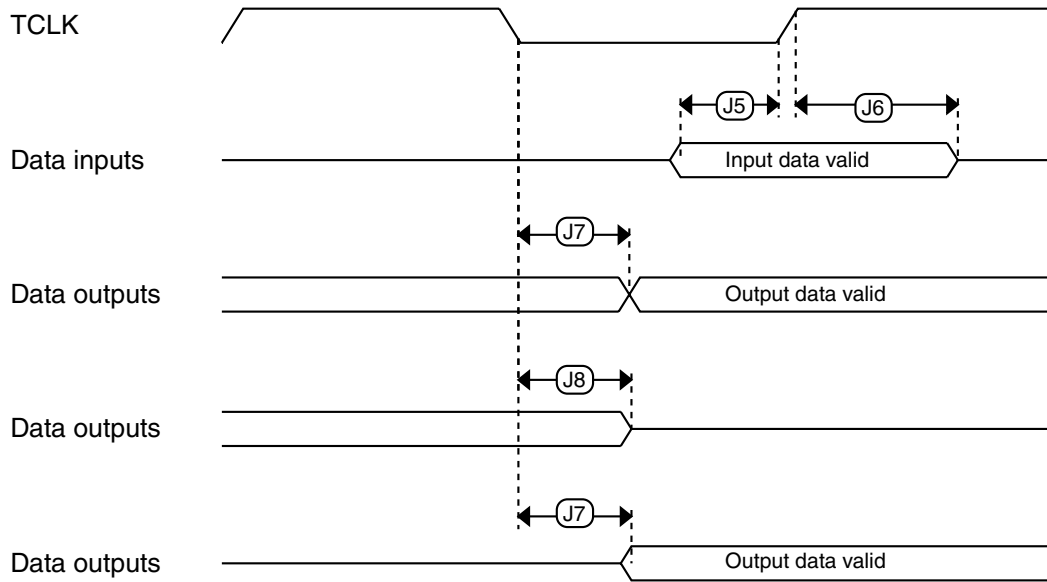 TCLK
J5
J6
Data inputs
Input data valid
J7
Data outputs
Output data valid
J8
Data outputs
J7
Data outputs
Output data valid